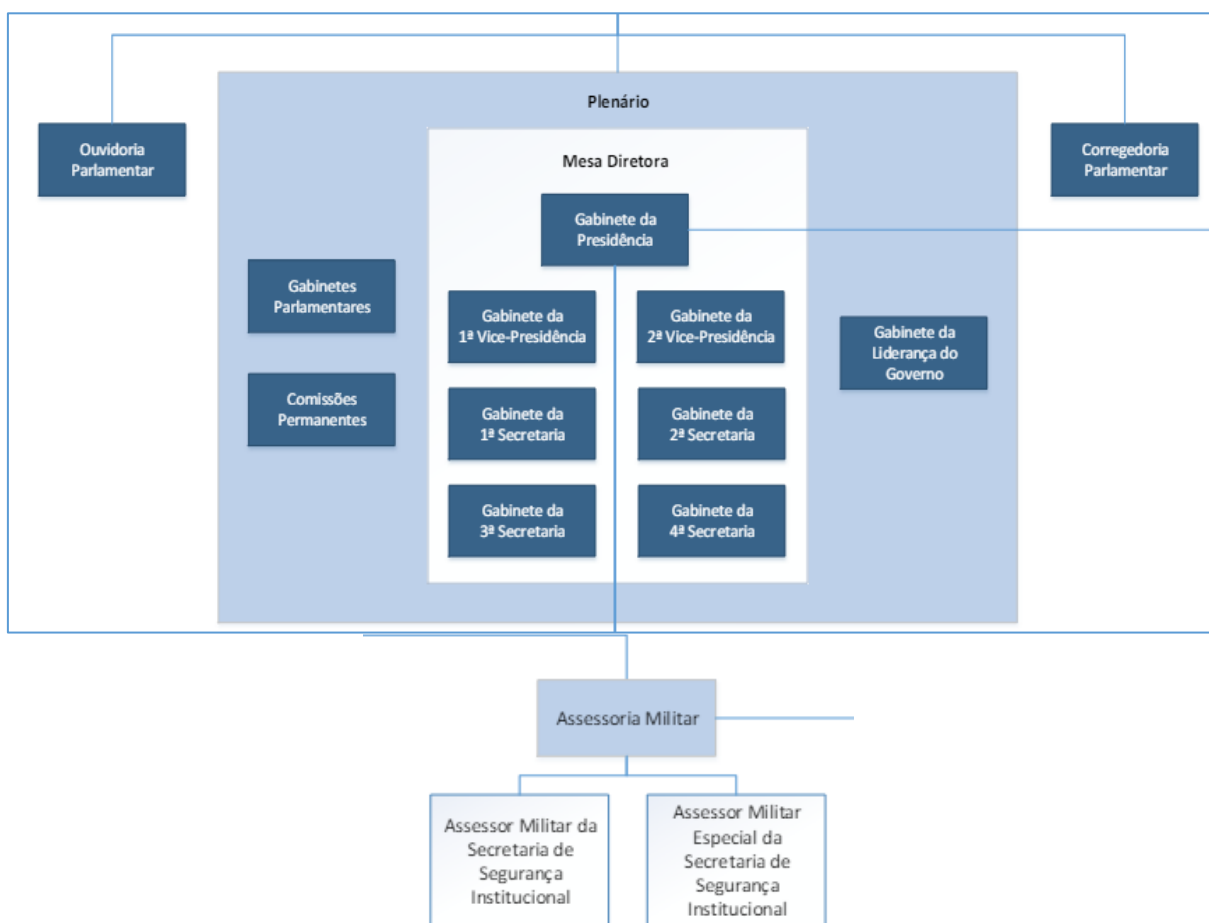 Plenário
Ouvidoria
Parlamentar
Corregedoria
Parlamentar
Mesa Diretora
Gabinete da
Presidência
Gabinetes
Parlamentares
Comissões
Permanentes
Gabinete da
1ª Vice-Presidência
Gabinete da
2ª Vice-Presidência
Gabinete da
1ª Secretaria
Gabinete da
2ª Secretaria
Gabinete da
3ª Secretaria
Gabinete da
4ª Secretaria
Gabinete da
Liderança do
Governo
Assessoria Militar
Assessor Militar da
Secretaria de
Segurança
Institucional
Assessor Militar
Especial da
Secretaria de
Segurança
Institucional